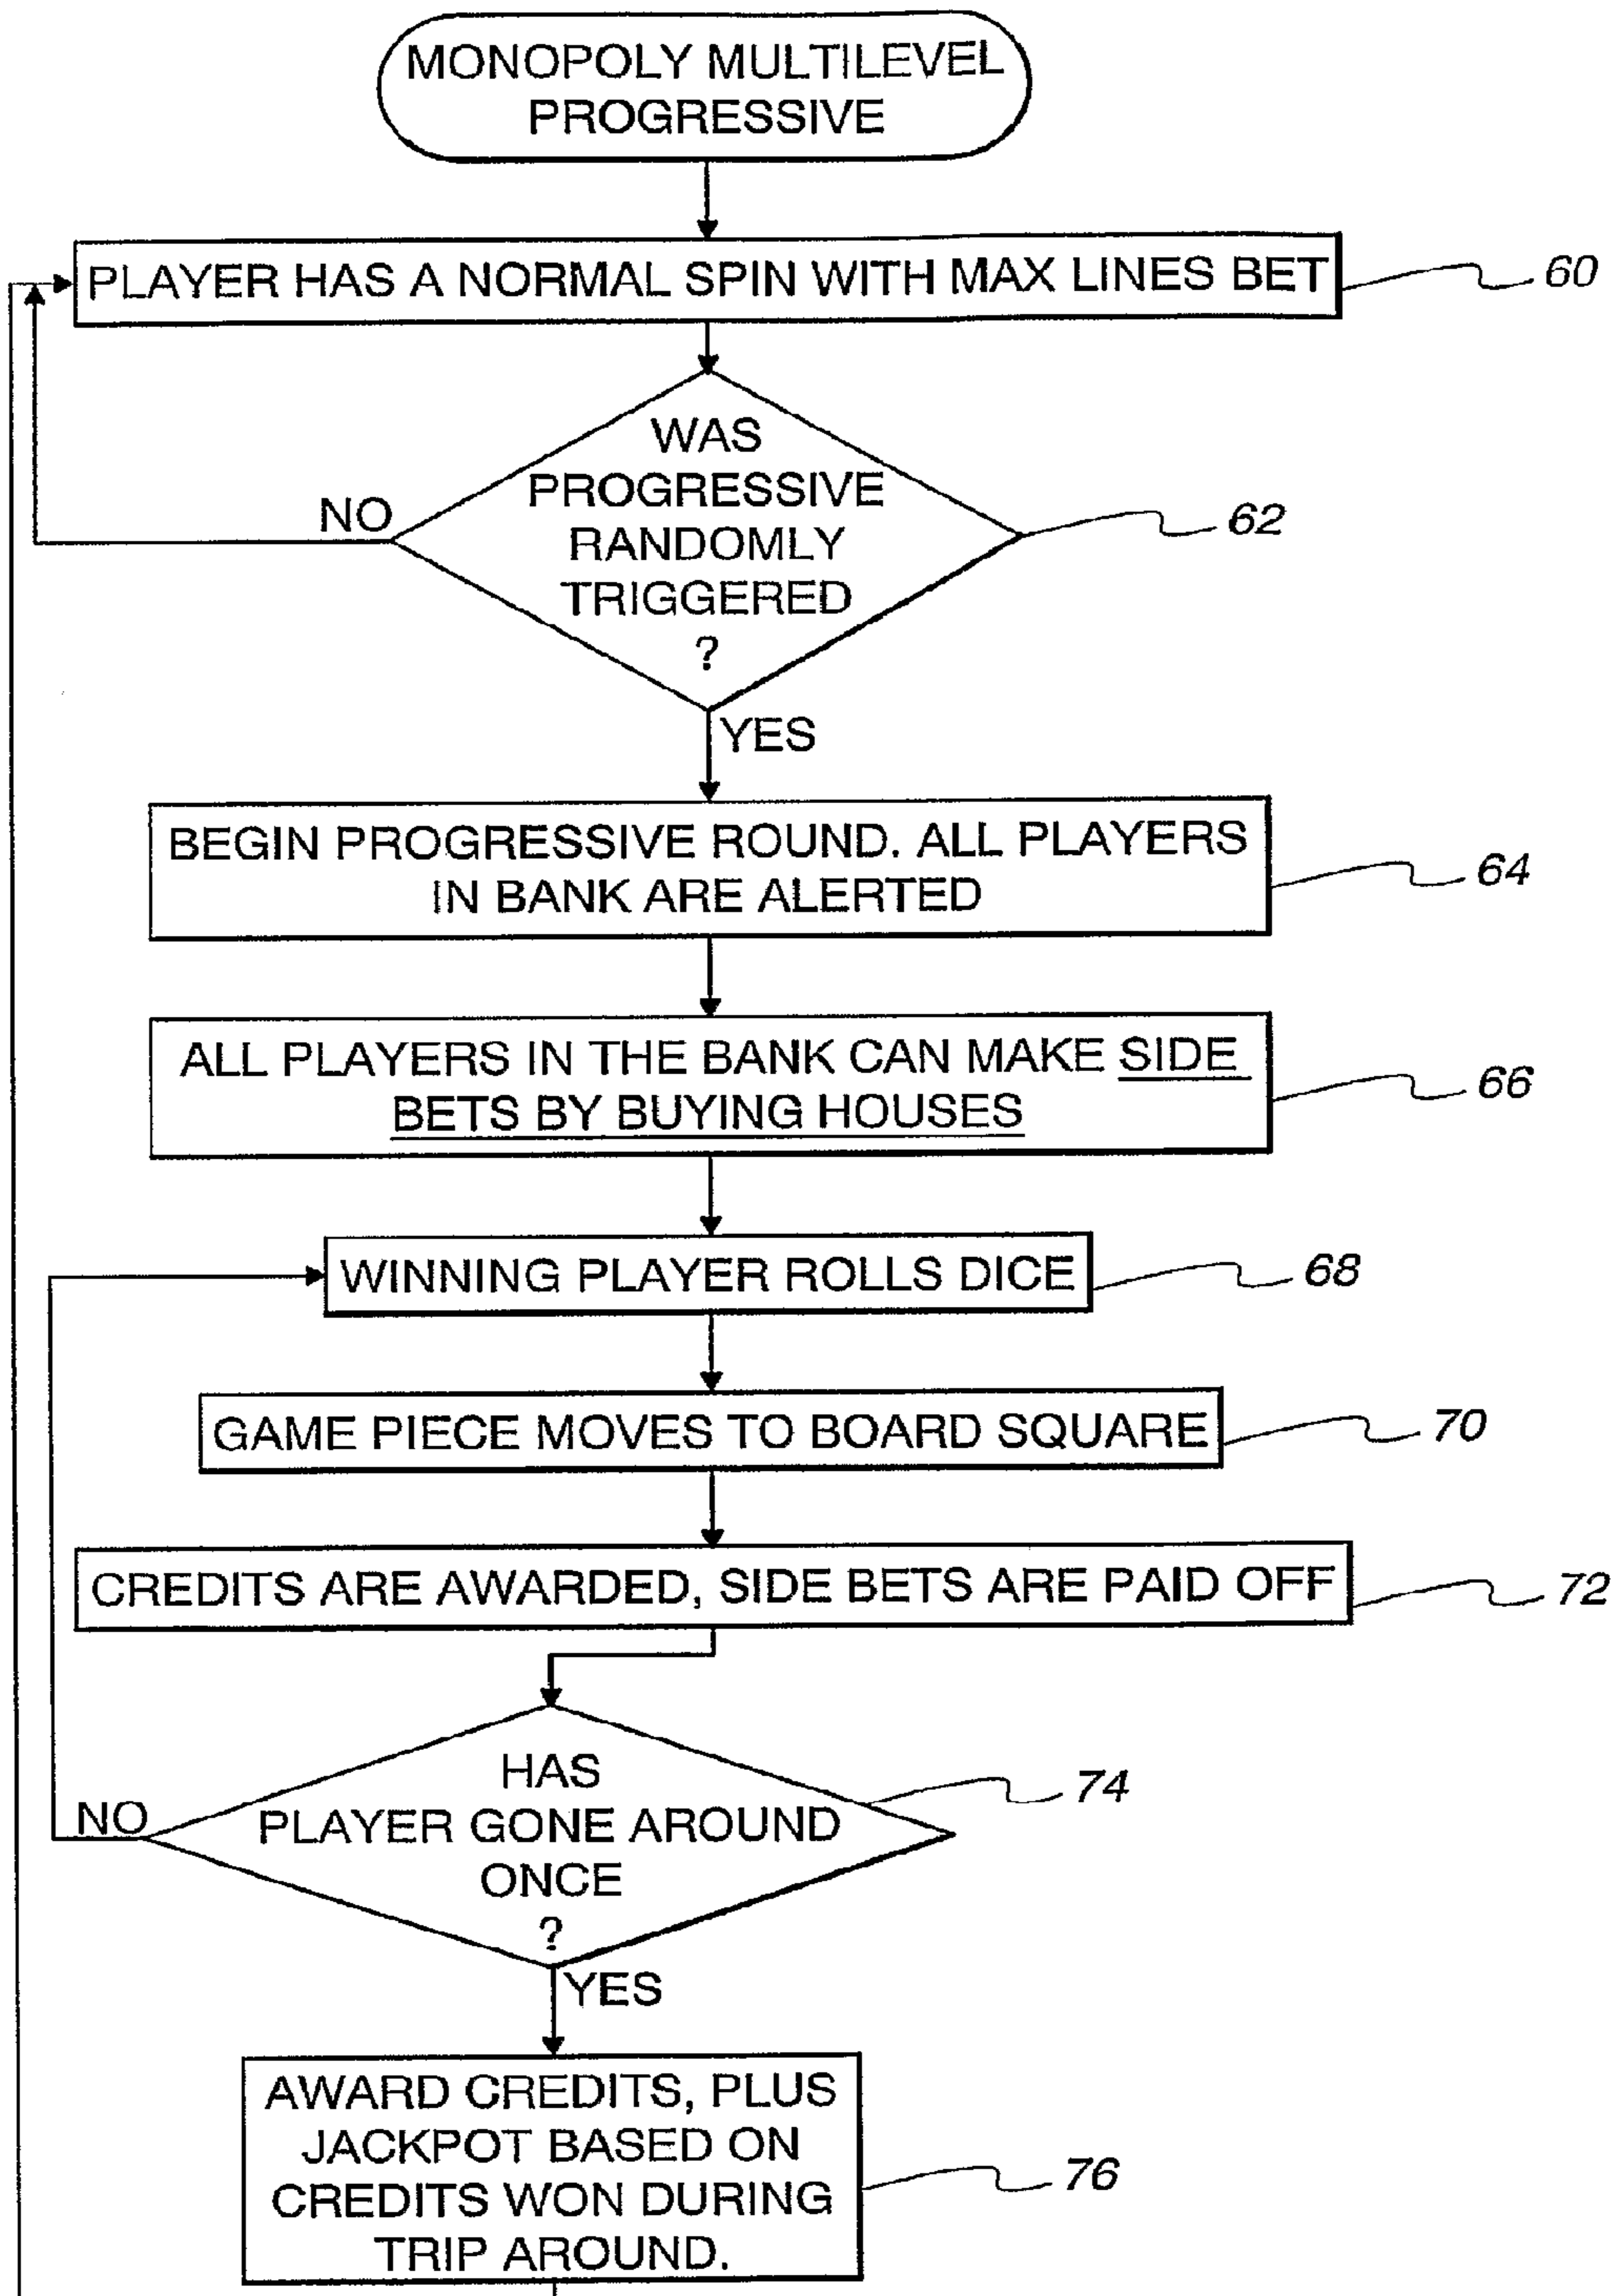 MONOPOLY MULTILEVEL
PROGRESSIVE
PLAYER HAS A NORMAL SPIN WITH MAX LINES BET
60
WAS
PROGRESSIVE
RANDOMLY
TRIGGERED
?
NO
62
YES
BEGIN PROGRESSIVE ROUND. ALL PLAYERS
IN BANK ARE ALERTED
64
ALL PLAYERS IN THE BANK CAN MAKE SIDE
BETS BY BUYING HOUSES
66
WINNING PLAYER ROLLS DICE
68
GAME PIECE MOVES TO BOARD SQUARE
70
CREDITS ARE AWARDED, SIDE BETS ARE PAID OFF
72
HAS
PLAYER GONE AROUND
ONCE
?
74
NO
YES
AWARD CREDITS, PLUS
JACKPOT BASED ON
CREDITS WON DURING
TRIP AROUND.
76